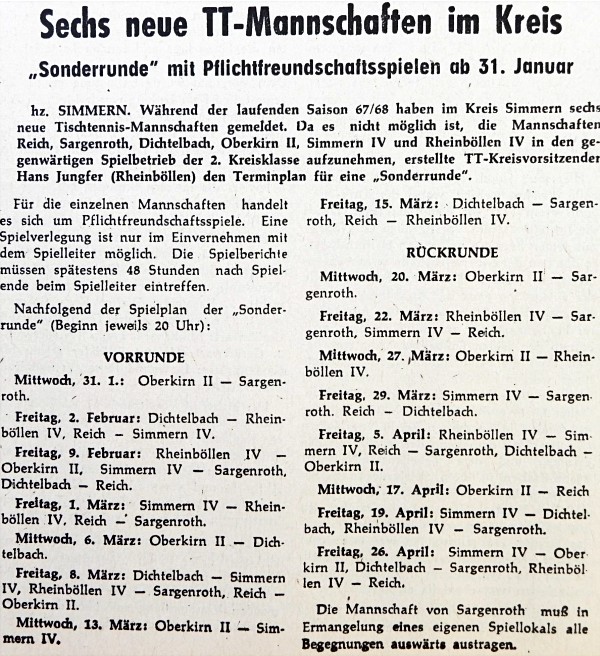 Sechs neue TT-Mannschaften im Kreis
„Sonderrunde" mit Pflichtfreundschaftsspielen ab 31. Januar
hz. SIMMERN. Während der laufenden Saison 67/68 haben im Kreis Simmern sechs
neue Tischtennis-Mannschaften gemeldet. Da es nicht möglich ist, die Mannschaften
Reich, Sargenroth, Dichtelbach, Oberkirn II, Simmern IV und Rheinböllen IV in den ge-
genwärtigen Spielbetrieb der 2. Kreisklasse aufzunehmen, erstellte TT-Kreisvorsitzender
Hans Jungfer (Rheinböllen) den Terminplan für eine „Sonderrunde".
Für die einzelnen Mannschaften handelt
es sich um Pflichtfreundschaftsspiele. Eine
Spielverlegung ist nur im Einvernehmen mit
dem Spielleiter möglich. Die Spielberichte
müssen spätestens 48 Stunden nach Spiel-
ende beim Spielleiter eintreffen.
Nachfolgend der Spielplan der „Sonder-
runde" (Beginn jeweils 20 Uhr):
VORRUNDE
Mittwoch, 31. 1.: Oberkirn II — Sargen-
roth.
Freitag, 2. Februar: Dichtelbach — Rhein-
böllen IV, Reich — Simmern IV.
Freitag, 9. Februar: Rheinböllen IV —
Oberkirn II, Simmern IV — Sargenroth,
Dichtelbach — Reich.
Freitag, 1. März: Simmern IV — Rhein-
böllen IV, Reich — Sargenroth.
Mittwoch, 6. März: Oberkirn II — Dich-
telbach.
Freitag, 8. März: Dichtelbach — Simmern
IV, Rheinböllen IV — Sargenroth, Reich —
Oberkirn II.
Mittwoch, 13. März: Oberkirn II — Sim-
mern IV.
Freitag, 15. März: Dichtelbach — Sargen-
roth, Reich — Rheinböllen IV.
RÜCKRUNDE
Mittwoch, 20. März: Oberkirn II — Sar-
genroth.
Freitag, 22. März: Rheinböllen IV — Sar-
genroth, Simmern IV — Reich.
Mittwoch, 27. März: Oberkirn II — Rhein-
böllen IV.
Freitag, 29. März: Simmern IV — Sargen-
roth. Reich — Dichtelbach.
Freitag, 5. April: Rheinböllen IV — Sim-
mern IV, Reich — Sargenroth, Dichtelbach —
Oberkirn II.
Mittwoch, 17. April: Oberkirn II — Reich
Freitag, 19. April: Simmern IV — Dichtel-
bach, Rheinböllen IV — Sargenroth.
Freitag, 26. April: Simmern IV — Ober-
kirn II, Dichtelbach — Sargenroth, Rheinböl-
len IV — Reich.
Die Mannschaft von Sargenroth muß in
Ermangelung eines eigenen Spiellokals alle
Begegnungen auswärts austragen.